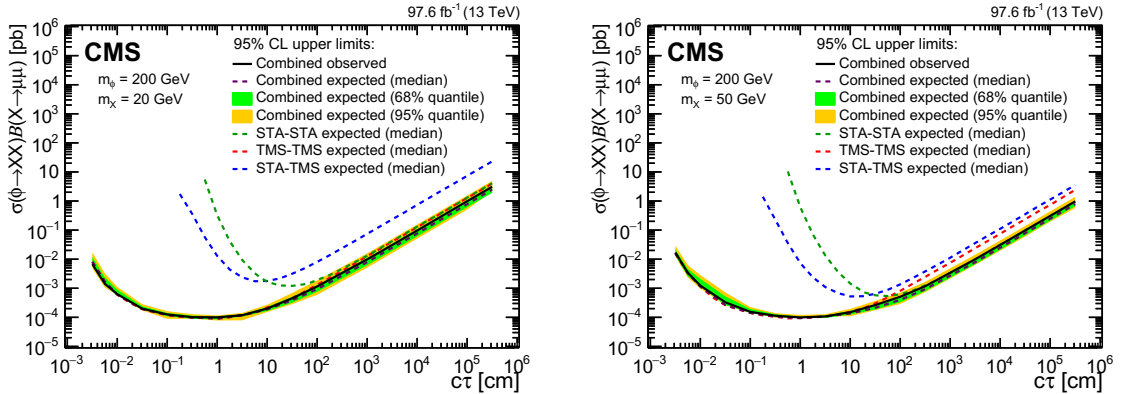 97.6 fb⁻¹ (13 TeV)
CMS
m_ϕ = 200 GeV
m_X = 20 GeV
95% CL upper limits:
Combined observed
Combined expected (median)
Combined expected (68% quantile)
Combined expected (95% quantile)
STA-STA expected (median)
TMS-TMS expected (median)
STA-TMS expected (median)
σ(ϕ→XX)B(X→μμ) [pb]
10⁶
10⁵
10⁴
10³
10²
10
1
10⁻¹
10⁻²
10⁻³
10⁻⁴
10⁻⁵
10⁻³ 10⁻² 10⁻¹ 1 10 10² 10³ 10⁴ 10⁵ 10⁶
cτ [cm]
97.6 fb⁻¹ (13 TeV)
CMS
m_ϕ = 200 GeV
m_X = 50 GeV
95% CL upper limits:
Combined observed
Combined expected (median)
Combined expected (68% quantile)
Combined expected (95% quantile)
STA-STA expected (median)
TMS-TMS expected (median)
STA-TMS expected (median)
σ(ϕ→XX)B(X→μμ) [pb]
10⁶
10⁵
10⁴
10³
10²
10
1
10⁻¹
10⁻²
10⁻³
10⁻⁴
10⁻⁵
10⁻³ 10⁻² 10⁻¹ 1 10 10² 10³ 10⁴ 10⁵ 10⁶
cτ [cm]